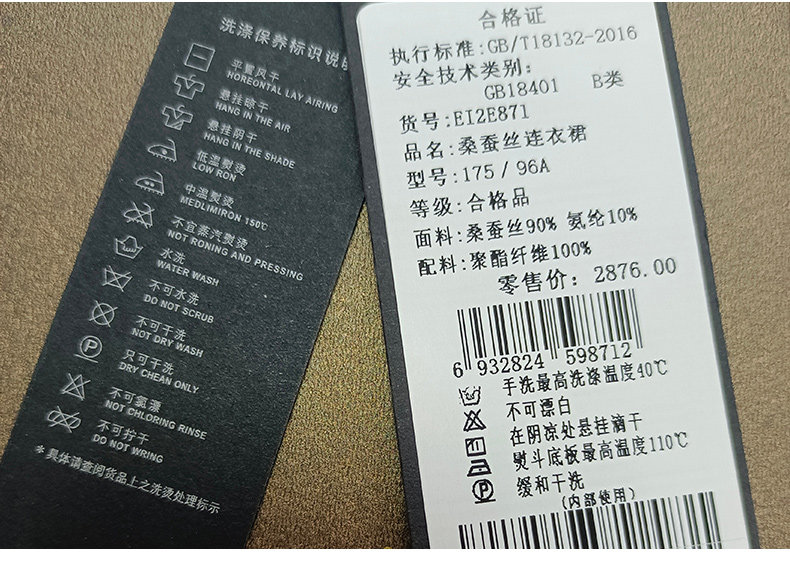 洗涤保养标识说明
平置风干
HOREONTAL LAY AIRING
悬挂晾干
HANG IN THE AIR
悬挂阴干
HANG IN THE SHADE
低温熨烫
LOW RON
中温熨烫
MEDLIMIRON 150℃
不宜蒸汽熨烫
NOT RONING AND PRESSING
水洗
WATER WASH
不可水洗
DO NOT SCRUB
不可干洗
NOT DRY WASH
只可干洗
DRY CHEAN ONLY
不可氯漂
NOT CHLORING RINSE
不可拧干
DO NOT WRING
*具体请查阅货品上之洗烫处理标示
合格证
执行标准:GB/T18132-2016
安全技术类别:
GB18401 B类
货号:EI2E871
品名:桑蚕丝连衣裙
型号:175/96A
等级:合格品
面料:桑蚕丝90% 氨纶10%
配料:聚酯纤维100%
零售价: 2876.00
6 932824 598712
手洗最高洗涤温度40℃
不可漂白
在阴凉处悬挂滴干
熨斗底板最高温度110℃
缓和干洗
(内部使用)